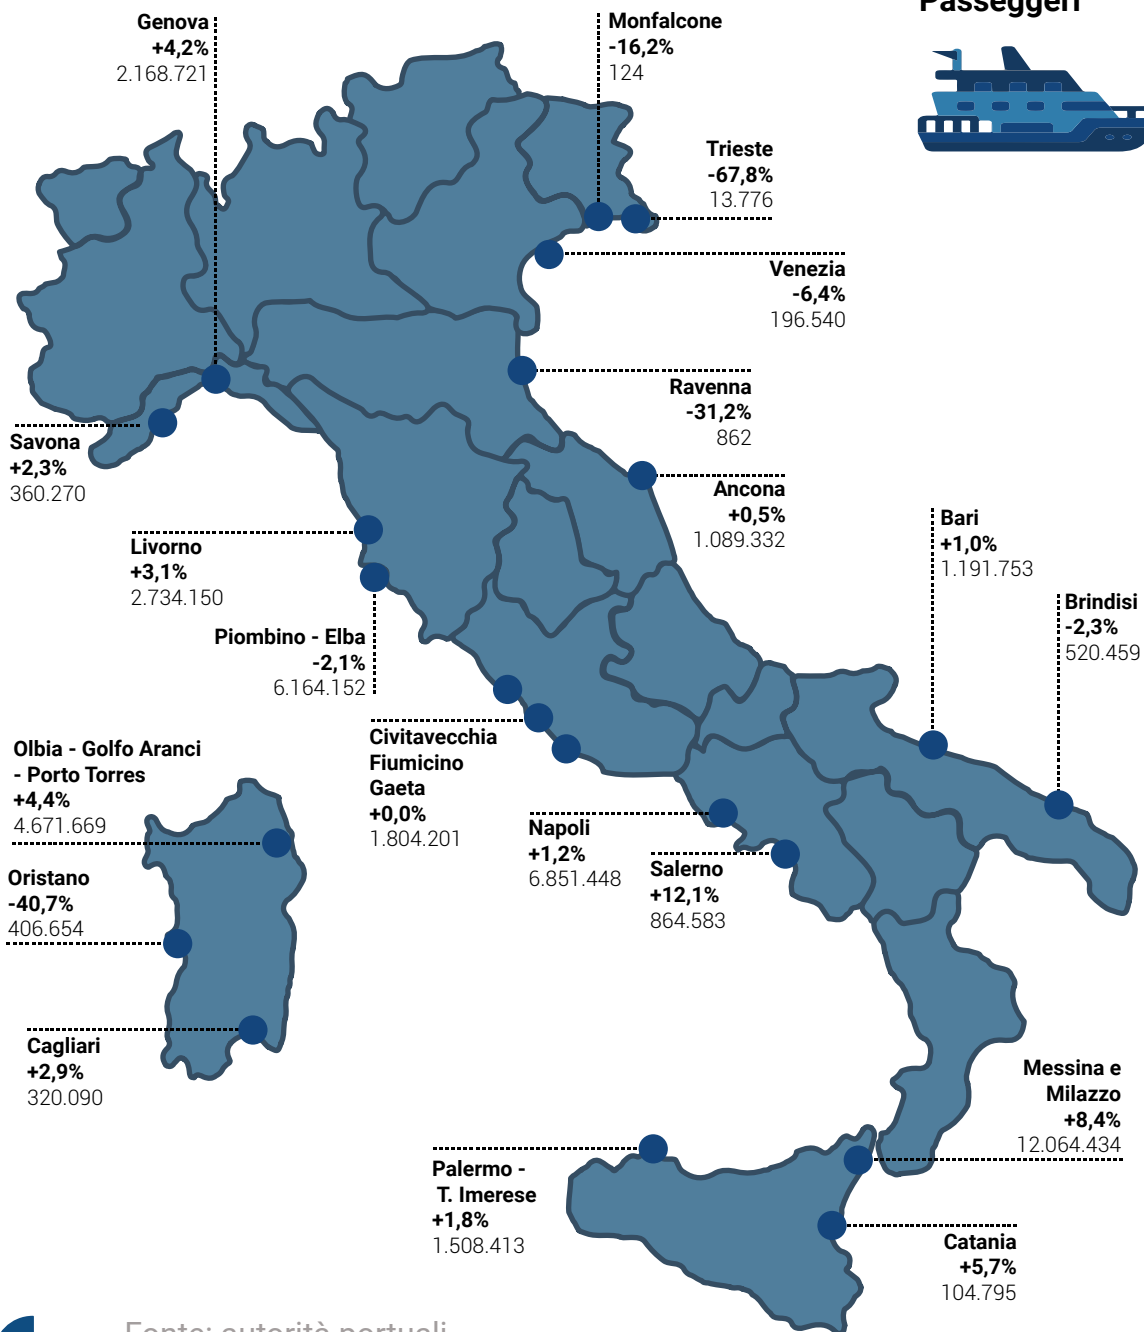 Passeggeri
Genova
+4,2%
2.168.721
Monfalcone
-16,2%
124
Trieste
-67,8%
13.776
Venezia
-6,4%
196.540
Ravenna
-31,2%
862
Savona
+2,3%
360.270
Ancona
+0,5%
1.089.332
Bari
+1,0%
1.191.753
Livorno
+3,1%
2.734.150
Brindisi
-2,3%
520.459
Piombino - Elba
-2,1%
6.164.152
Civitavecchia
Fiumicino
Gaeta
+0,0%
1.804.201
Olbia - Golfo Aranci
- Porto Torres
+4,4%
4.671.669
Napoli
+1,2%
6.851.448
Salerno
+12,1%
864.583
Oristano
-40,7%
406.654
Cagliari
+2,9%
320.090
Messina e
Milazzo
+8,4%
12.064.434
Palermo -
T. Imerese
+1,8%
1.508.413
Catania
+5,7%
104.795
Fonte: autorità portuali